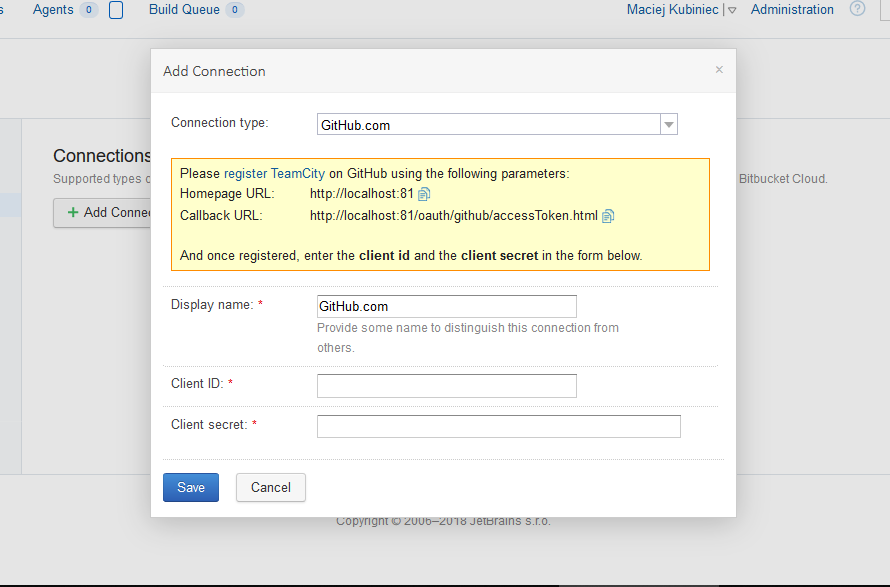 s Agents 0 Build Queue 0 Maciej Kubiniec | Administration ?
Add Connection ×
Connection type: GitHub.com
Connections
Please register TeamCity on GitHub using the following parameters:
Supported types o Bitbucket Cloud.
Homepage URL: http://localhost:81
+ Add Connec
Callback URL: http://localhost:81/oauth/github/accessToken.html
And once registered, enter the client id and the client secret in the form below.
Display name: * GitHub.com
Provide some name to distinguish this connection from
others.
Client ID: *
Client secret: *
Save Cancel
Copyright © 2006–2018 JetBrains s.r.o.